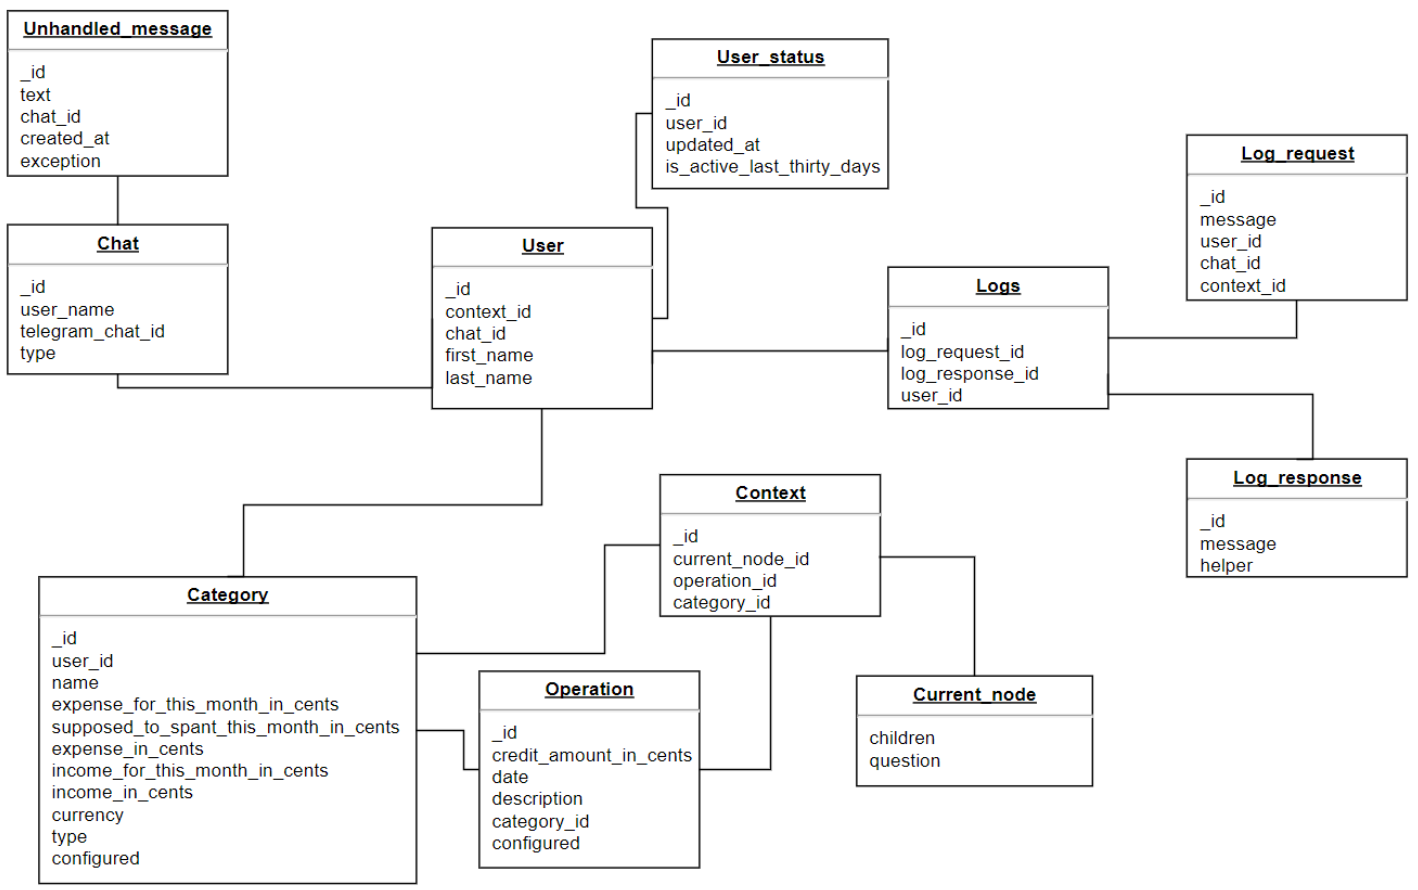 Unhandled_message
_id
text
chat_id
created_at
exception
User_status
_id
user_id
updated_at
is_active_last_thirty_days
Log_request
_id
message
user_id
chat_id
context_id
Chat
_id
user_name
telegram_chat_id
type
User
_id
context_id
chat_id
first_name
last_name
Logs
_id
log_request_id
log_response_id
user_id
Log_response
_id
message
helper
Context
_id
current_node_id
operation_id
category_id
Category
_id
user_id
name
expense_for_this_month_in_cents
supposed_to_spant_this_month_in_cents
expense_in_cents
income_for_this_month_in_cents
income_in_cents
currency
type
configured
Operation
_id
credit_amount_in_cents
date
description
category_id
configured
Current_node
children
question